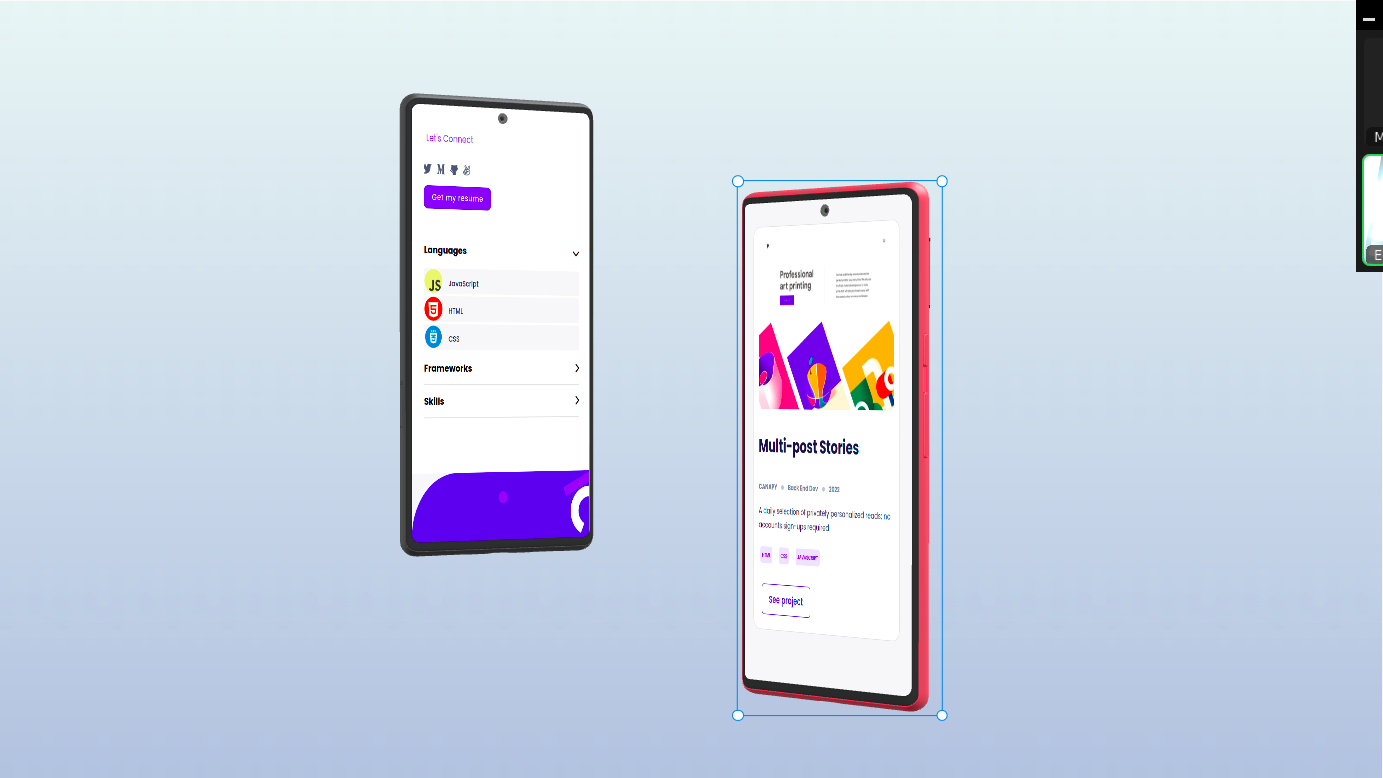 Let's Connect
Get my resume
Languages
JS JavaScript
HTML
CSS
Frameworks
Skills
Professional
art printing
Multi-post Stories
CANAPY Back End Dev 2022
A daily selection of privately personalized reads; no
accounts sign-ups required
HTML CSS JAVASCRIPT
See project
M
E